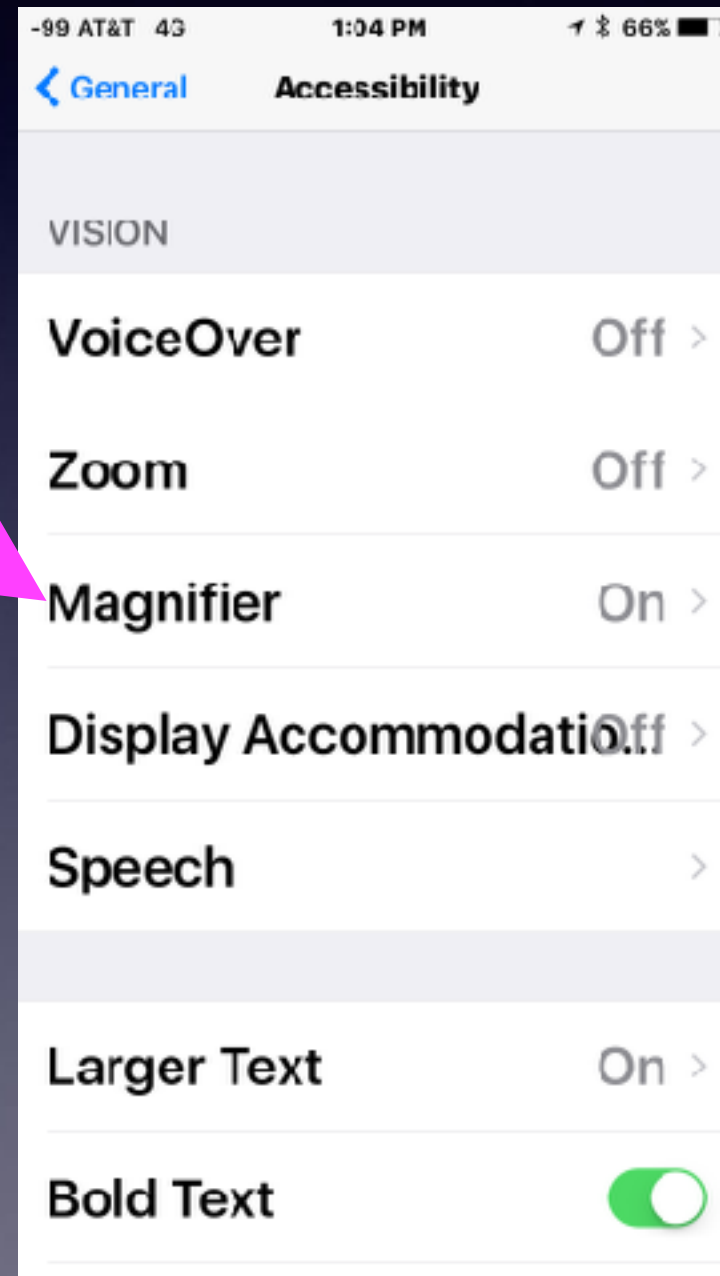 -99 AT&T 4G 1:04 PM 66%
General Accessibility
VISION
VoiceOver Off
Zoom Off
Magnifier On
Display Accommodatio... Off
Speech
Larger Text On
Bold Text